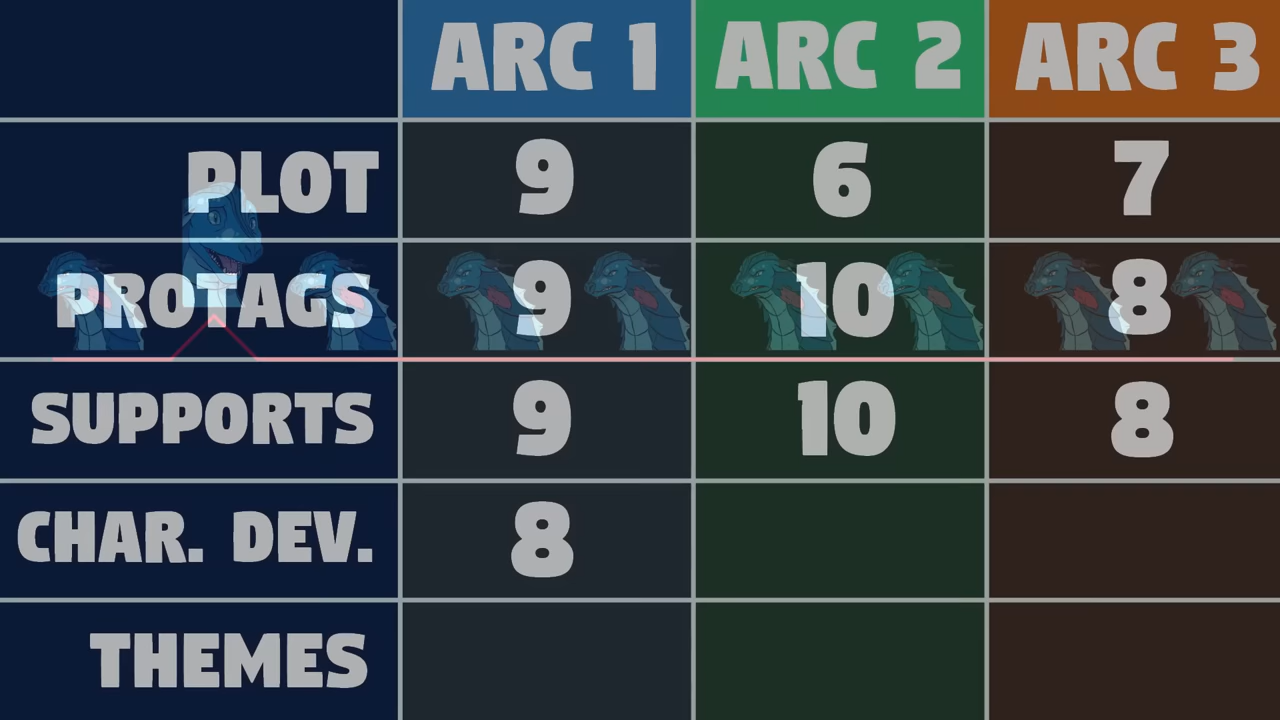 ARC 1 ARC 2 ARC 3
PLOT 9 6 7
PROTAGS 9 10 8
SUPPORTS 9 10 8
CHAR. DEV. 8
THEMES